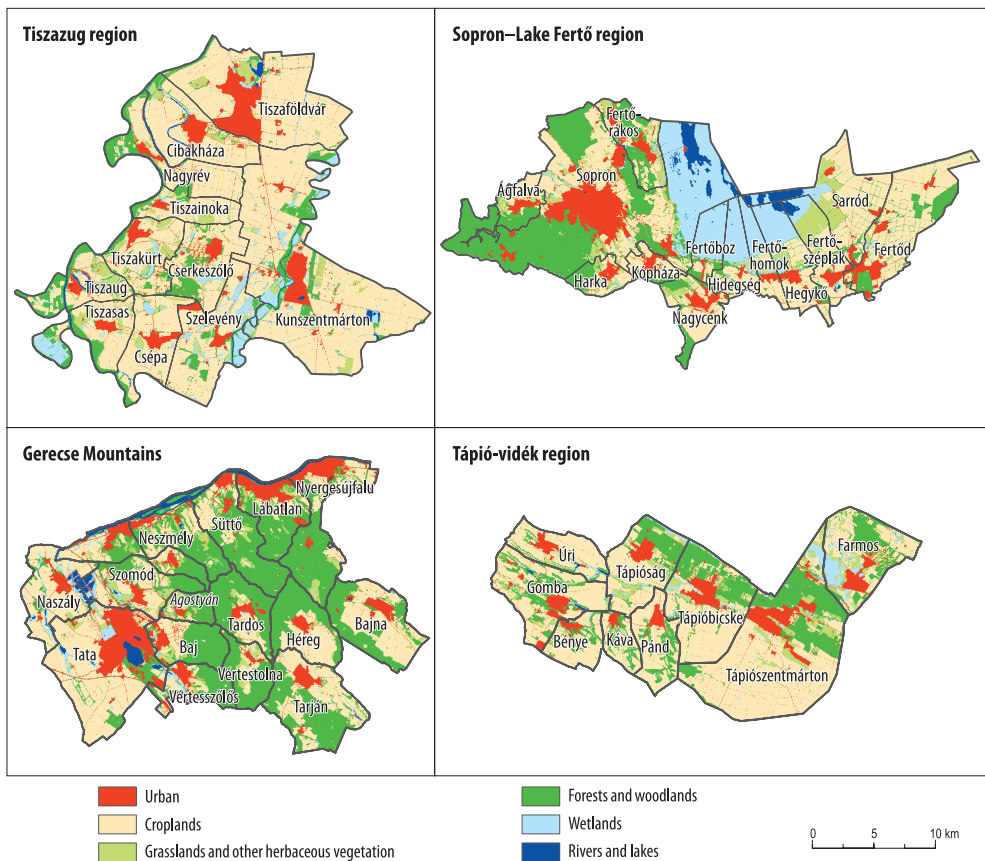 Tiszazug region
Tiszaföldvár
Cibakháza
Nagyrév
Tiszainoka
Tiszakürt
Cserkeszőlő
Tiszaug
Tiszasas
Szelevény
Kunszentmárton
Csépa
Sopron–Lake Fertő region
Fertő-
rákos
Sopron
Ágfalva
Sarród
Fertőboz
Fertő-
homok
Fertő-
széplak
Fertőd
Kópháza
Harka
Hidegség
Hegykő
Nagycenk
Gerecse Mountains
Nyergesújfalu
Lábatlan
Süttő
Neszmély
Szomód
Naszály
Agostyán
Tardos
Héreg
Bajna
Tata
Baj
Vértestolna
Vértesszőlős
Tarján
Tápió-vidék region
Farmos
Úri
Tápióság
Gomba
Tápióbicske
Bénye
Káva
Pánd
Tápiószentmárton
Urban
Croplands
Grasslands and other herbaceous vegetation
Forests and woodlands
Wetlands
Rivers and lakes
0 5 10 km